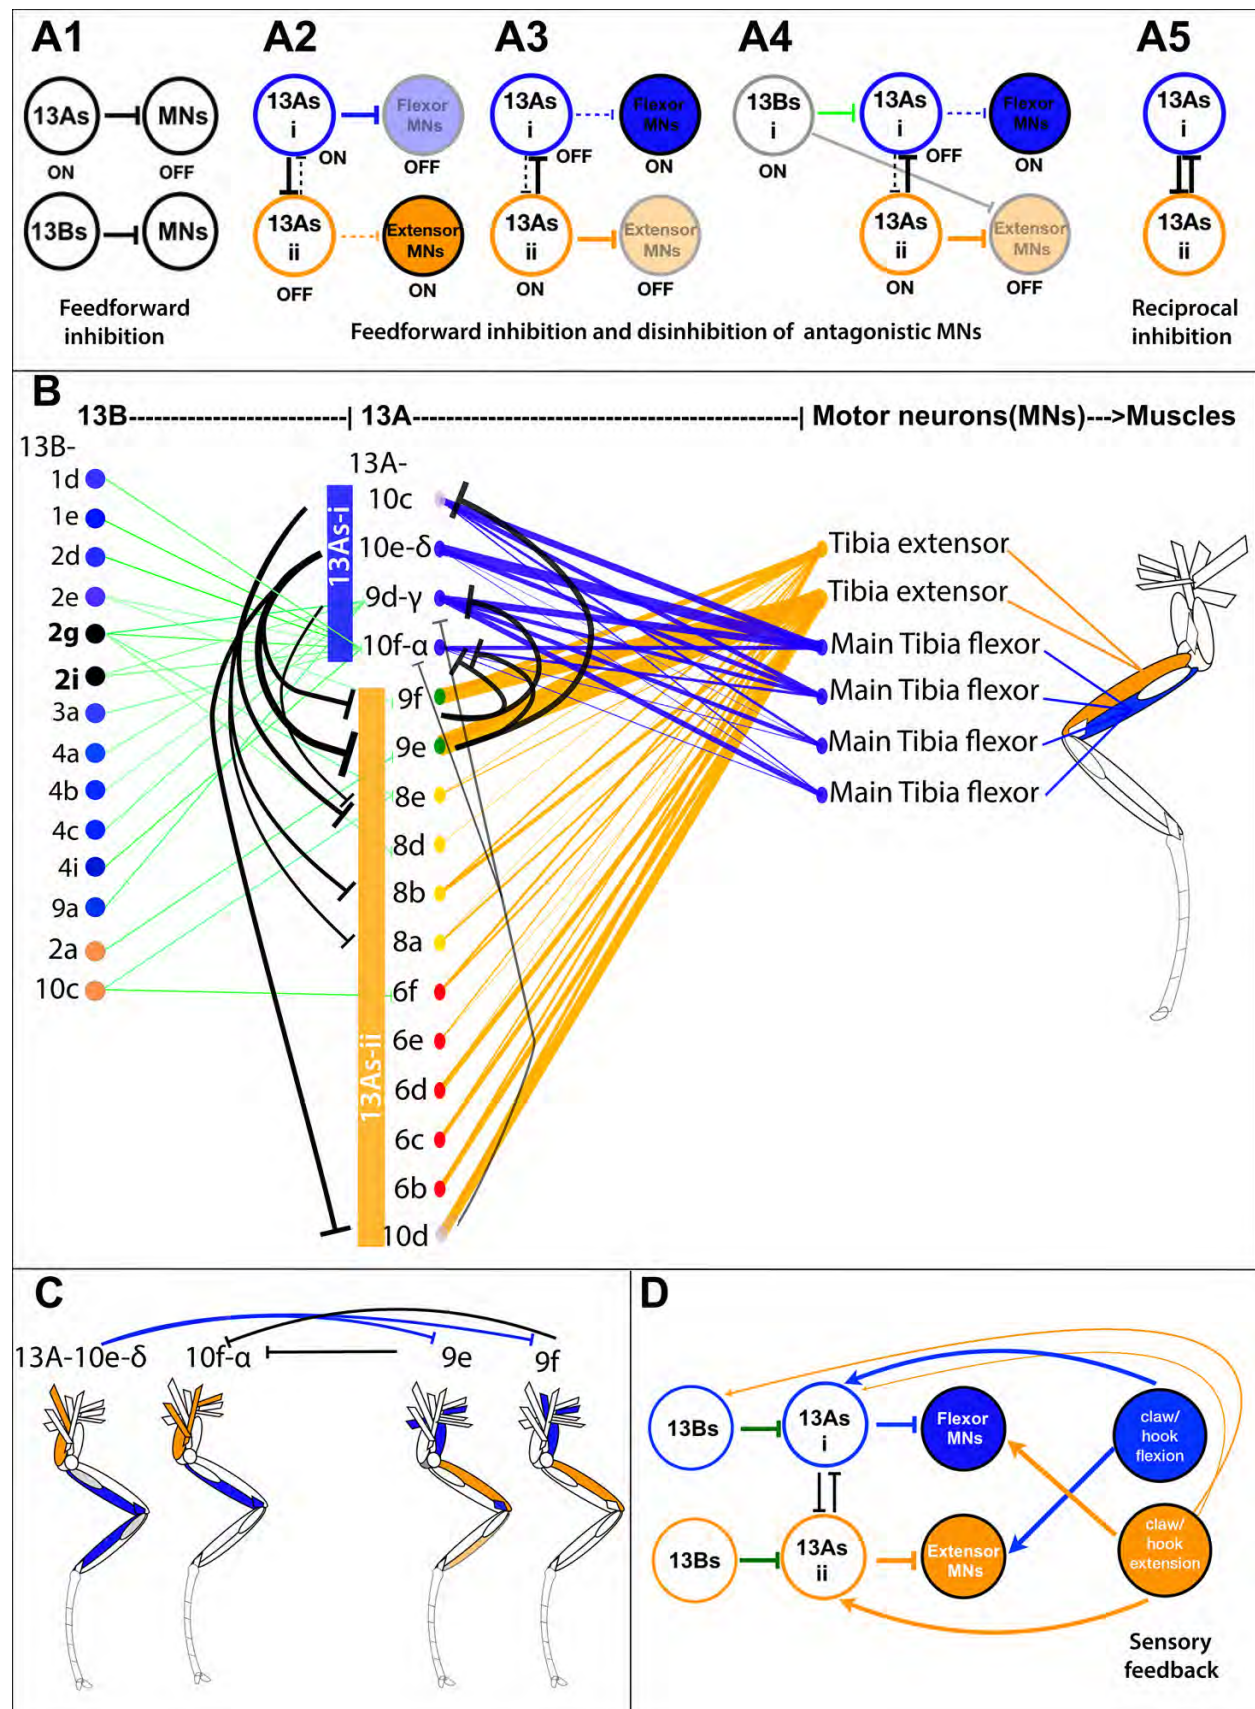 A1
A2
A3
A4
A5
13As
MNs
ON
OFF
13Bs
MNs
Feedforward
inhibition
13As
i
Flexor
MNs
ON
OFF
13As
ii
Extensor
MNs
OFF
ON
13As
i
Flexor
MNs
OFF
ON
13As
ii
Extensor
MNs
ON
OFF
13Bs
i
ON
13As
i
Flexor
MNs
OFF
ON
13As
ii
Extensor
MNs
ON
OFF
Feedforward inhibition and disinhibition of antagonistic MNs
13As
i
13As
ii
Reciprocal
inhibition
B
13B-----------------------------| 13A-------------------------------------------------| Motor neurons(MNs)--->Muscles
13B-
1d
1e
2d
2e
2g
2i
3a
4a
4b
4c
4i
9a
2a
10c
13As-i
13As-ii
13A-
10c
10e-δ
9d-γ
10f-α
9f
9e
8e
8d
8b
8a
6f
6e
6d
6c
6b
10d
Tibia extensor
Tibia extensor
Main Tibia flexor
Main Tibia flexor
Main Tibia flexor
Main Tibia flexor
C
13A-10e-δ
10f-α
9e
9f
D
13Bs
13As
i
Flexor
MNs
claw/
hook
flexion
13Bs
13As
ii
Extensor
MNs
claw/
hook
extension
Sensory
feedback